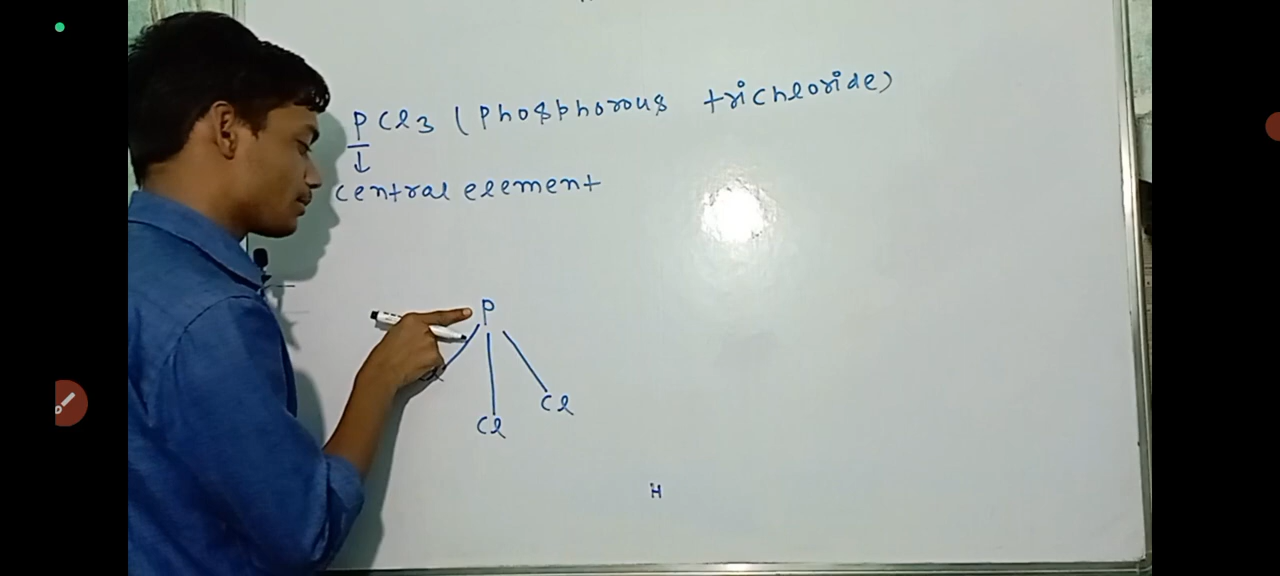 PCl3 (Phosphorous trichloride)
↓
central element
P
Cl
Cl
H